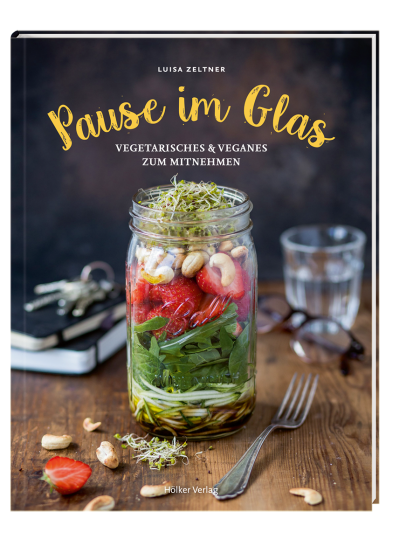 LUISA ZELTNER
Pause im Glas
VEGETARISCHES & VEGANES
ZUM MITNEHMEN
Hölker Verlag